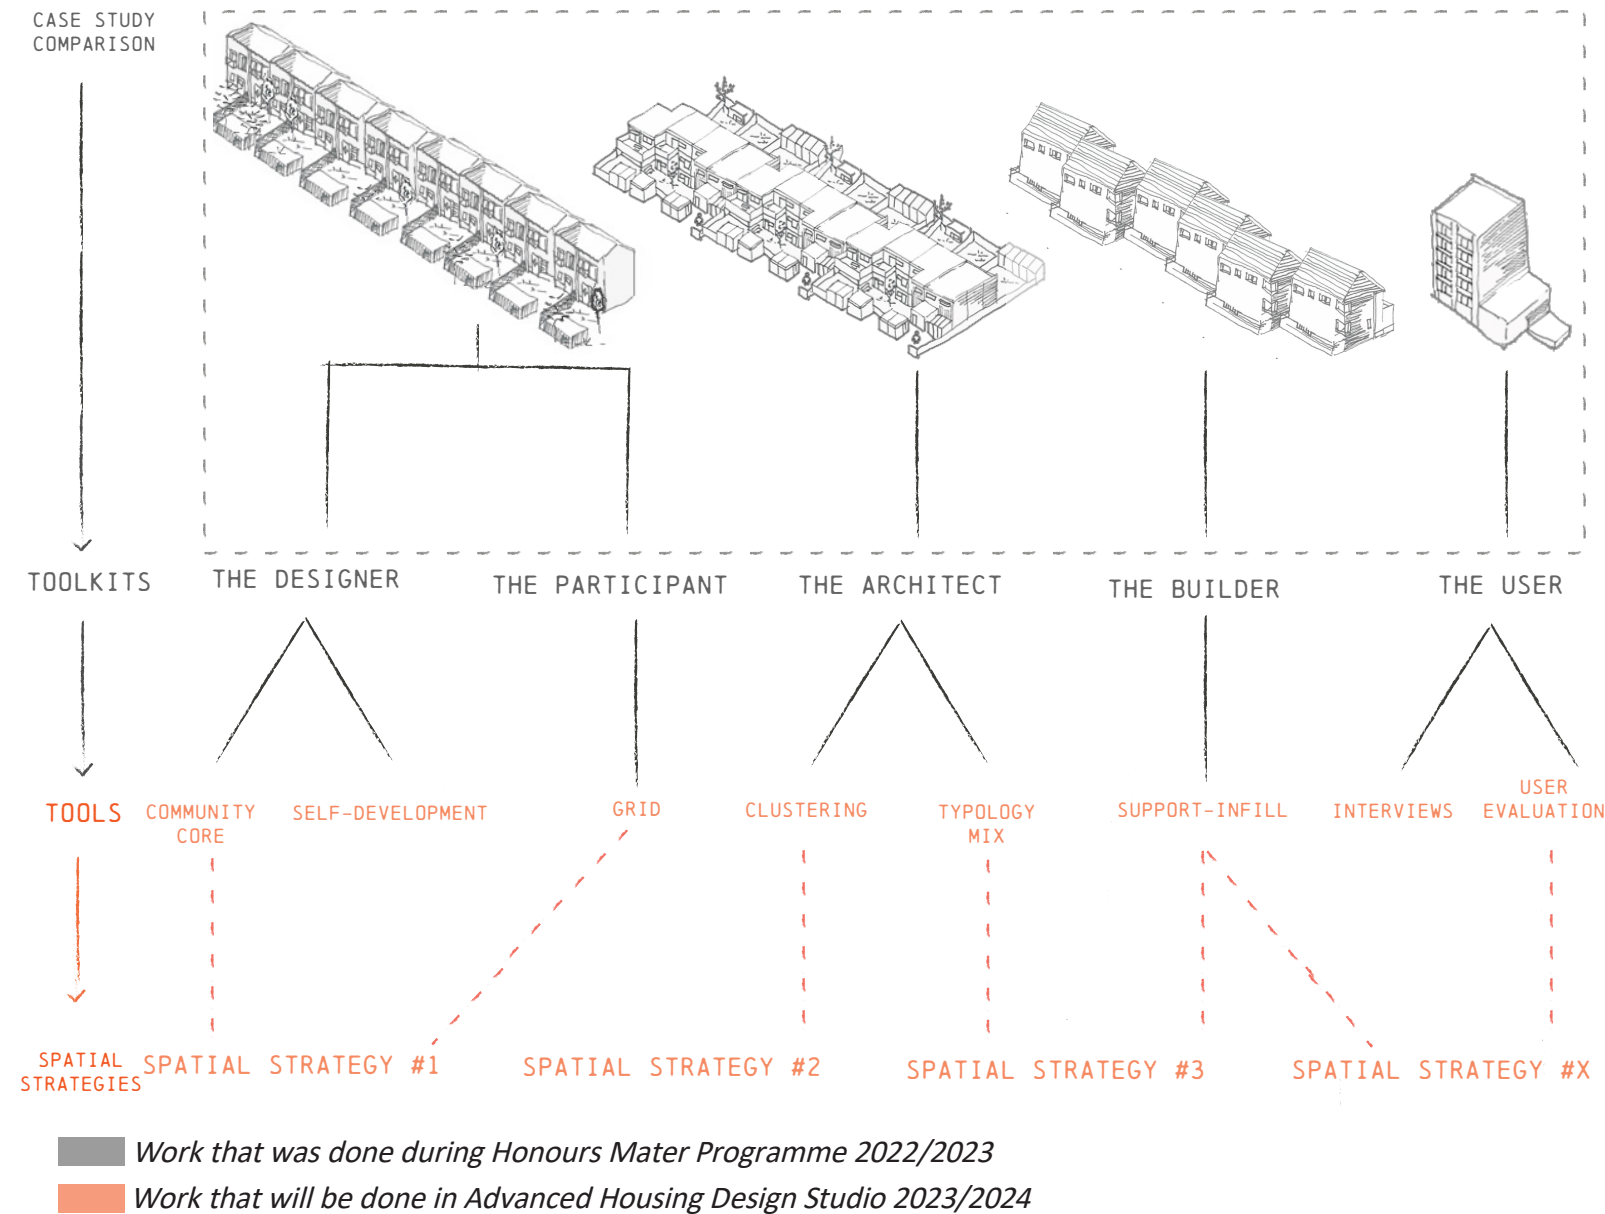 CASE STUDY
COMPARISON
TOOLKITS
THE DESIGNER
THE PARTICIPANT
THE ARCHITECT
THE BUILDER
THE USER
TOOLS
COMMUNITY
CORE
SELF-DEVELOPMENT
GRID
CLUSTERING
TYPOLOGY
MIX
SUPPORT-INFILL
INTERVIEWS
USER
EVALUATION
SPATIAL
STRATEGIES
SPATIAL STRATEGY #1
SPATIAL STRATEGY #2
SPATIAL STRATEGY #3
SPATIAL STRATEGY #X
Work that was done during Honours Mater Programme 2022/2023
Work that will be done in Advanced Housing Design Studio 2023/2024